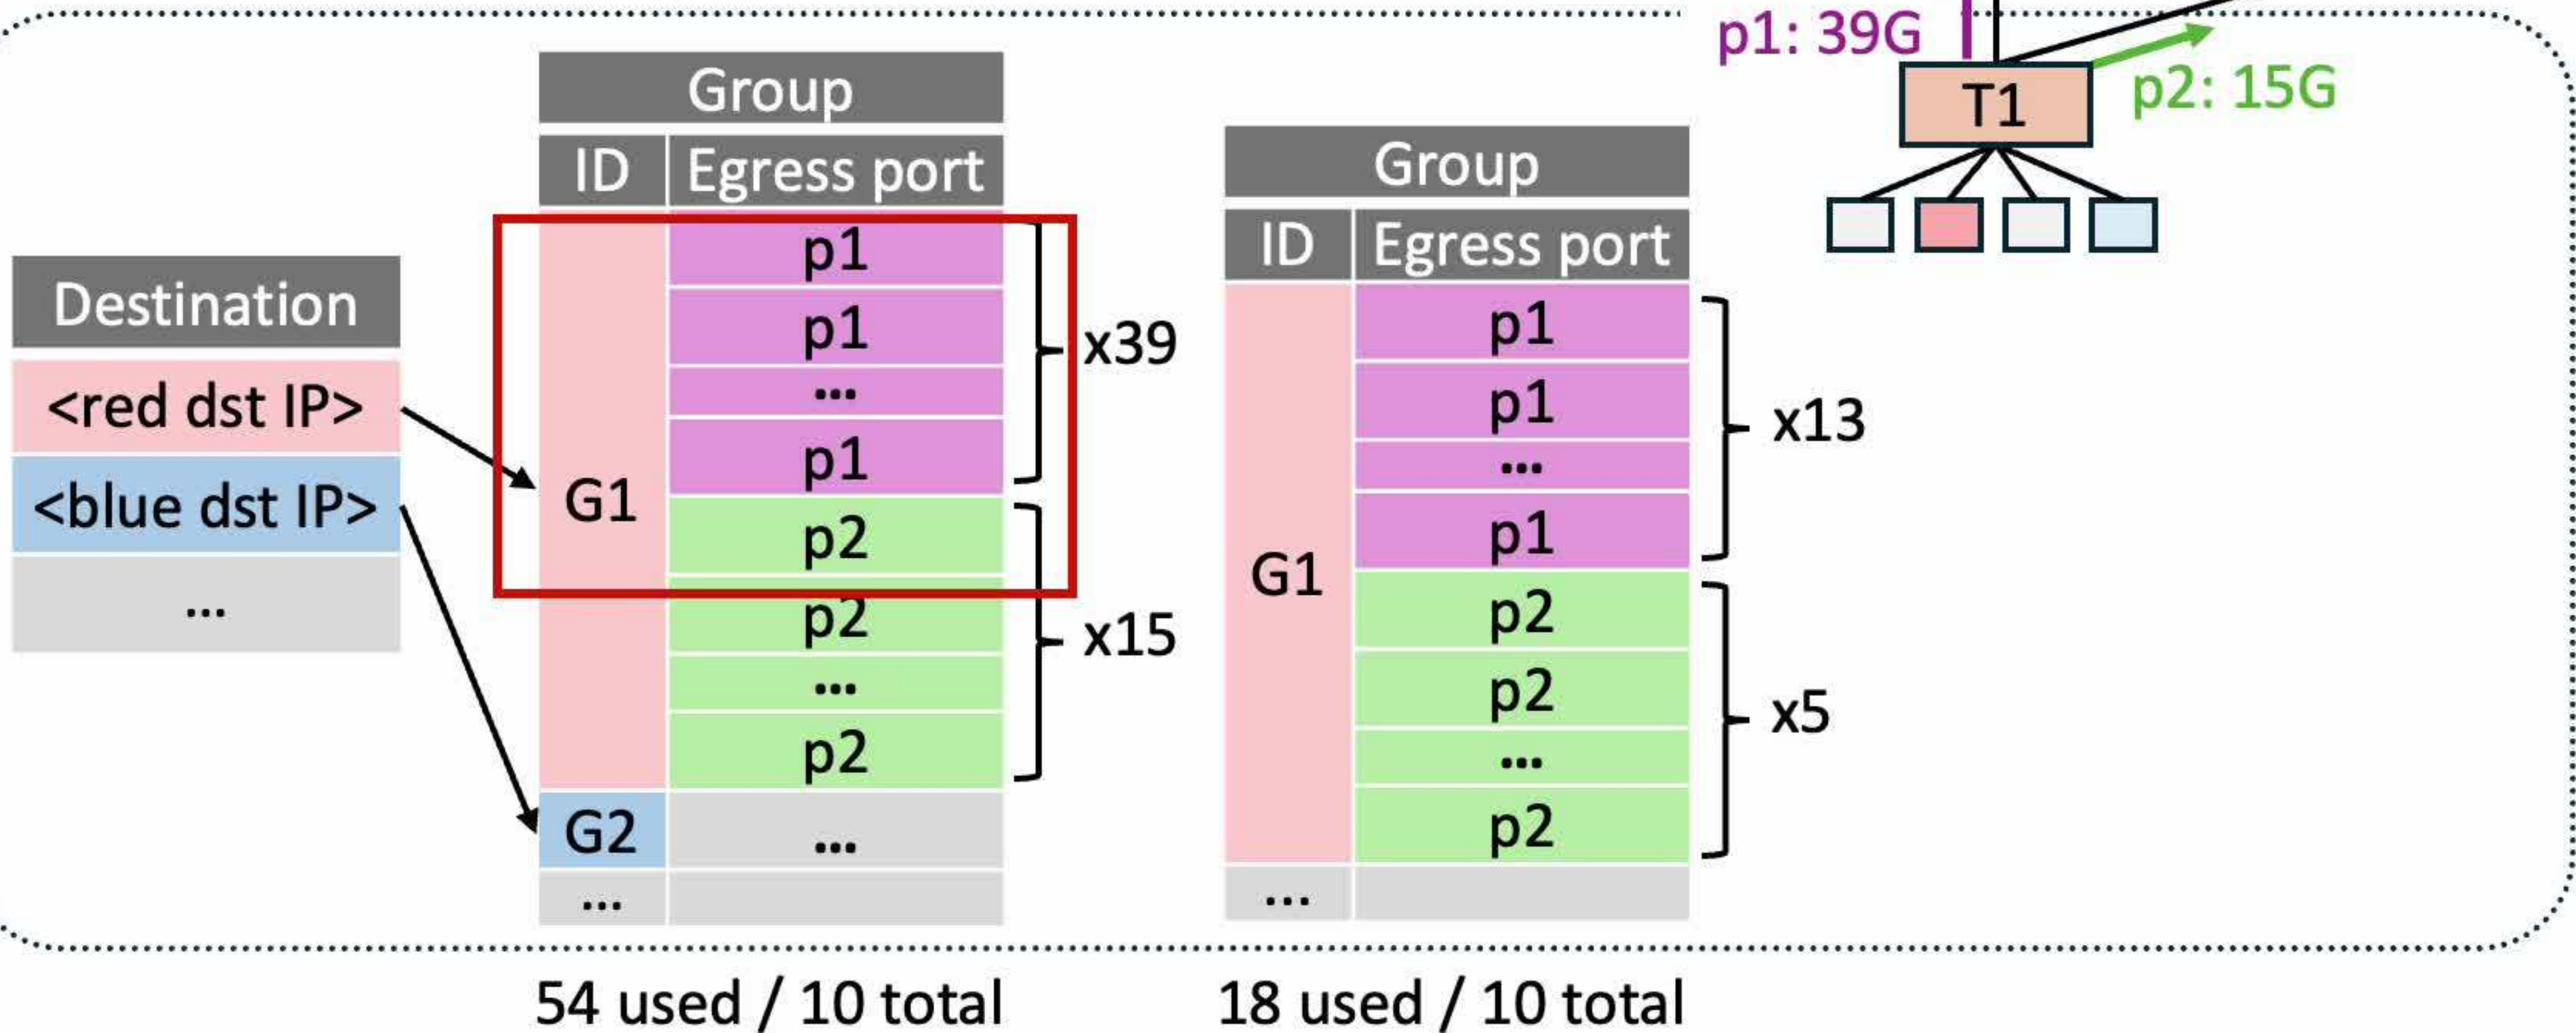 p1: 39G
p2: 15G
T1
Destination
<red dst IP>
<blue dst IP>
...
Group
ID Egress port
G1
p1
p1
...
p1
x39
p2
p2
...
p2
x15
G2 ...
...
54 used / 10 total
Group
ID Egress port
G1
p1
p1
...
p1
x13
p2
p2
...
p2
x5
...
18 used / 10 total